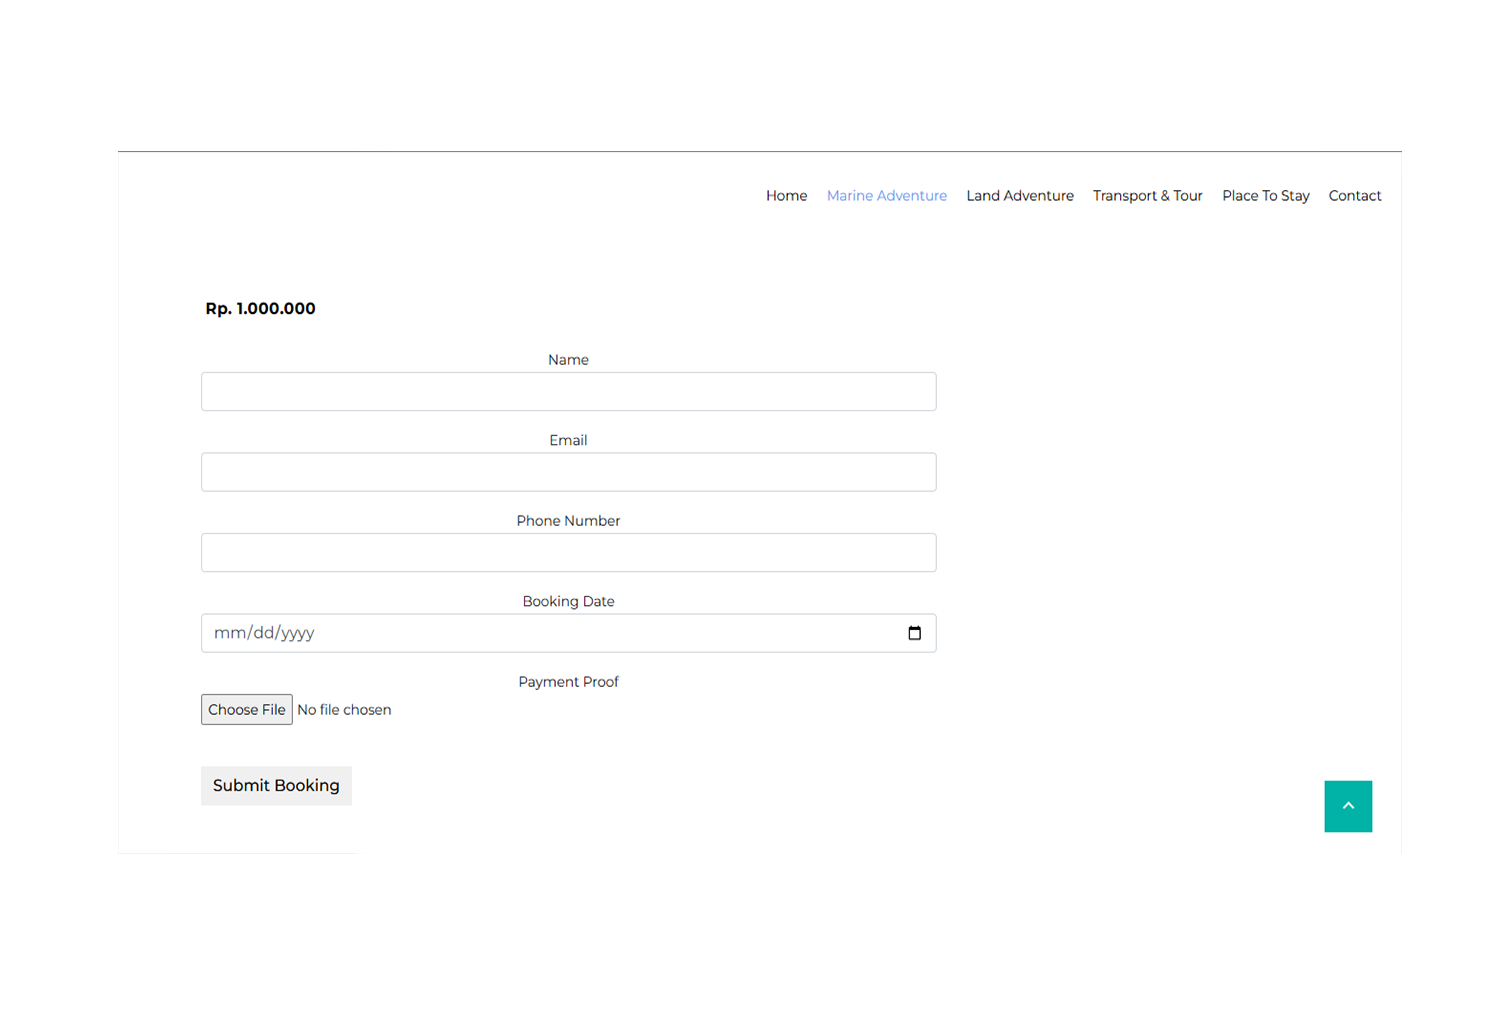 Home Marine Adventure Land Adventure Transport & Tour Place To Stay Contact
Rp. 1.000.000
Name
Email
Phone Number
Booking Date
mm/dd/yyyy
Payment Proof
Choose File No file chosen
Submit Booking